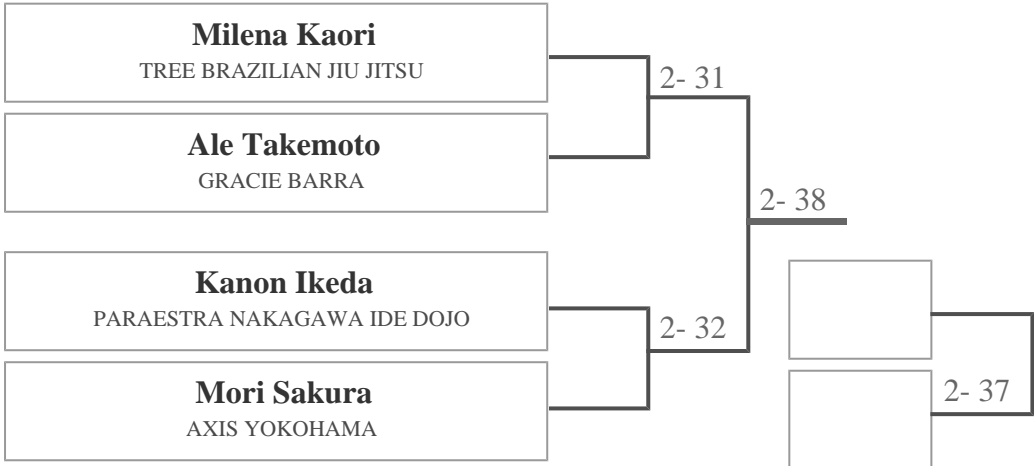 Milena Kaori
TREE BRAZILIAN JIU JITSU
2- 31
Ale Takemoto
GRACIE BARRA
2- 38
Kanon Ikeda
PARAESTRA NAKAGAWA IDE DOJO
2- 32
Mori Sakura
AXIS YOKOHAMA
2- 37